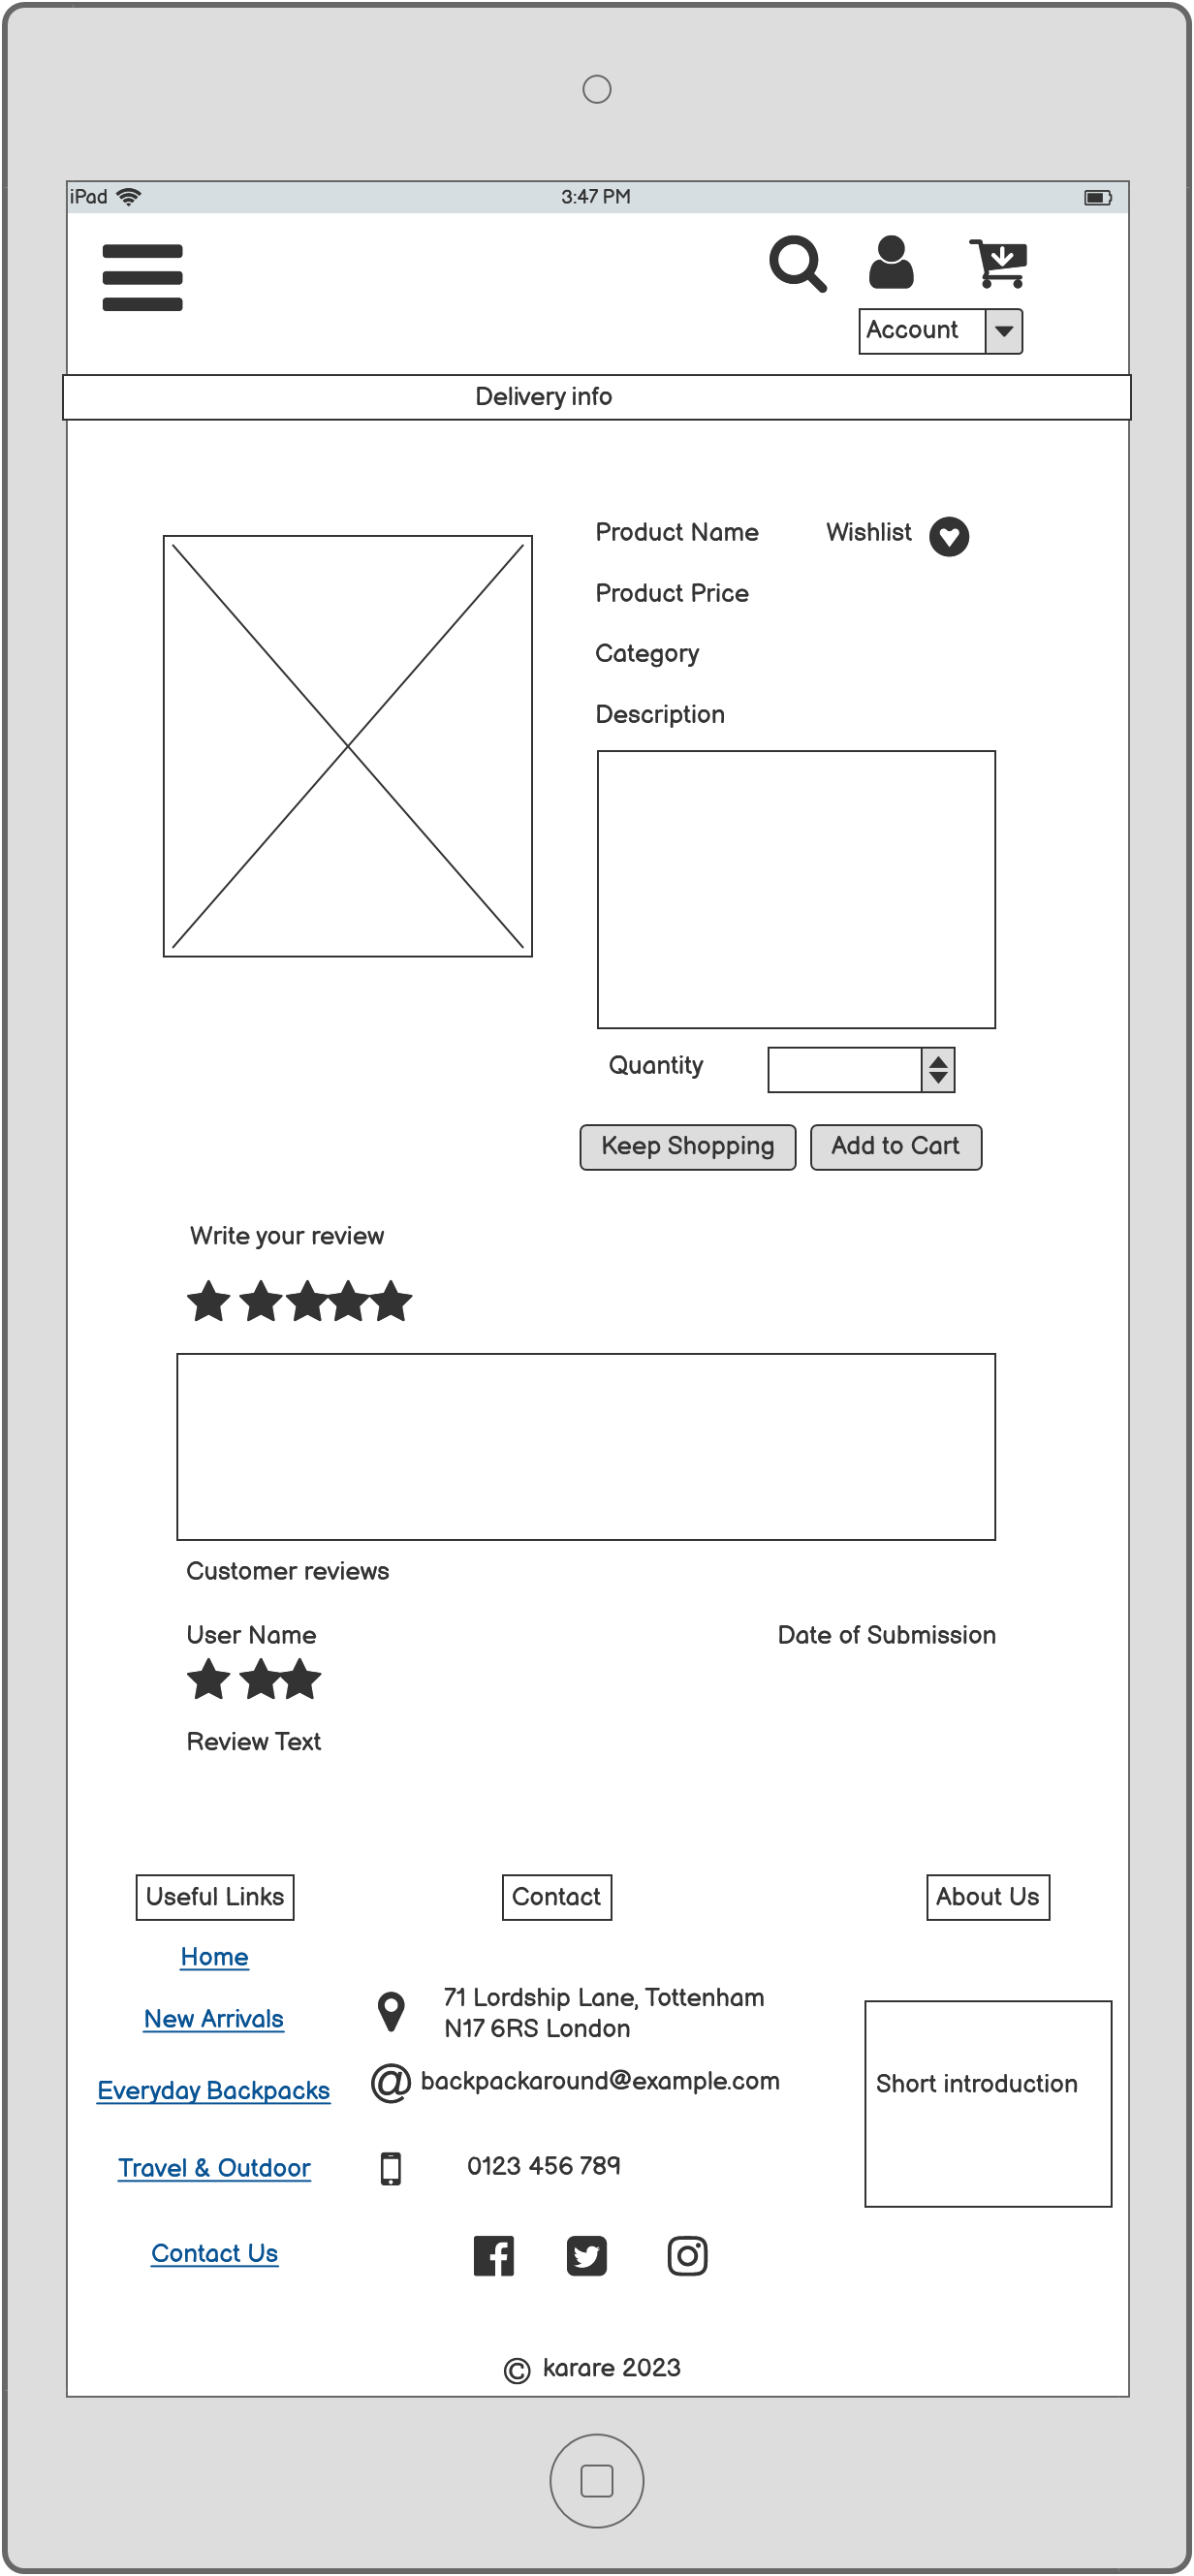 iPad 3:47 PM
Account
Delivery info
Product Name Wishlist
Product Price
Category
Description
Quantity
Keep Shopping Add to Cart
Write your review
Customer reviews
User Name Date of Submission
Review Text
Useful Links Contact About Us
Home
New Arrivals
71 Lordship Lane, Tottenham
N17 6RS London
Everyday Backpacks
@ backpackaround@example.com
Short introduction
Travel & Outdoor
0123 456 789
Contact Us
© karare 2023